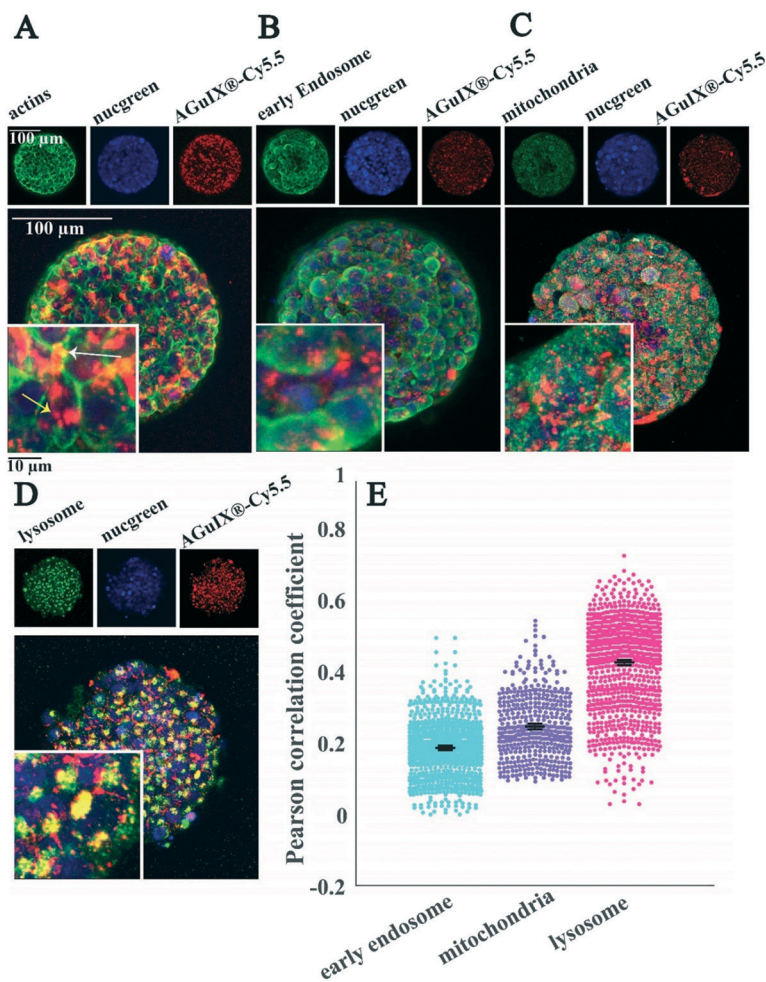 A
B
C
actins
nucgreen
AGuIX®-Cy5.5
early Endosome
nucgreen
AGuIX®-Cy5.5
mitochondria
nucgreen
AGuIX®-Cy5.5
100 µm
100 µm
10 µm
D
lysosome
nucgreen
AGuIX®-Cy5.5
E
Pearson correlation coefficient
1
0.8
0.6
0.4
0.2
0
-0.2
early endosome
mitochondria
lysosome